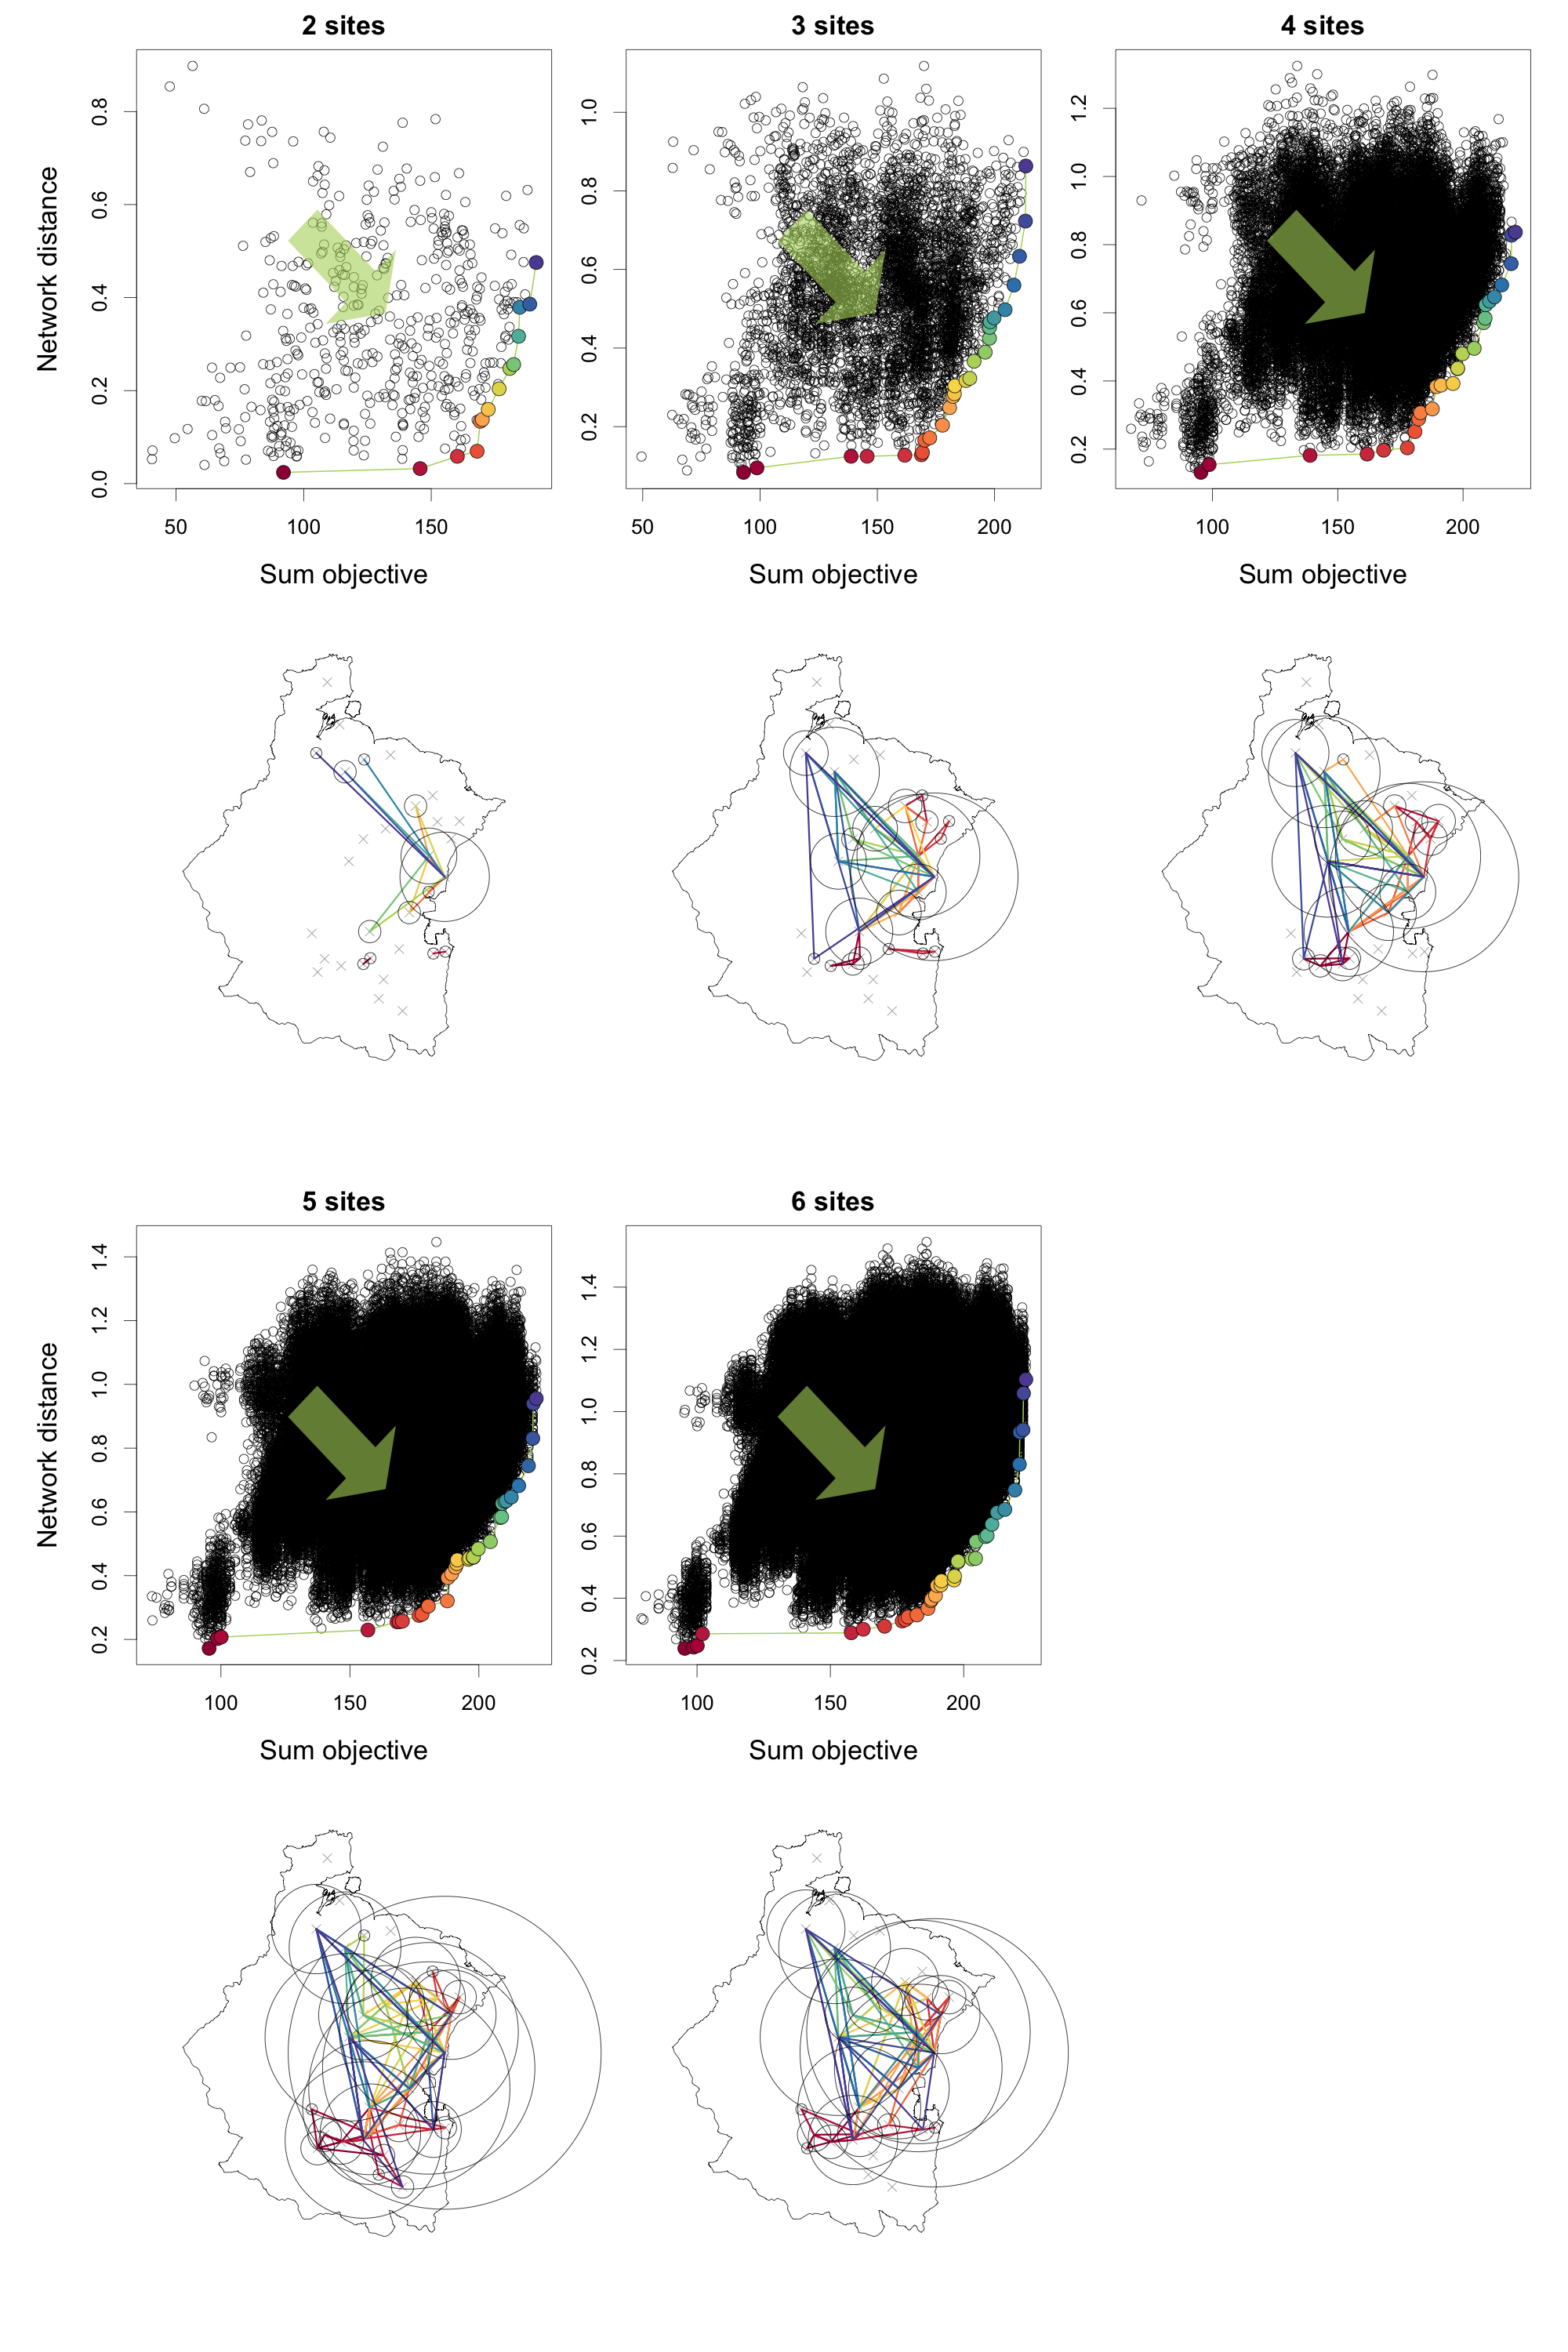 2 sites
3 sites
4 sites
Network distance
0.0 0.2 0.4 0.6 0.8
0.2 0.4 0.6 0.8 1.0
0.2 0.4 0.6 0.8 1.0 1.2
50 100 150
50 100 150 200
100 150 200
Sum objective
Sum objective
Sum objective
5 sites
6 sites
Network distance
0.2 0.4 0.6 0.8 1.0 1.2 1.4
0.2 0.4 0.6 0.8 1.0 1.2 1.4
100 150 200
100 150 200
Sum objective
Sum objective